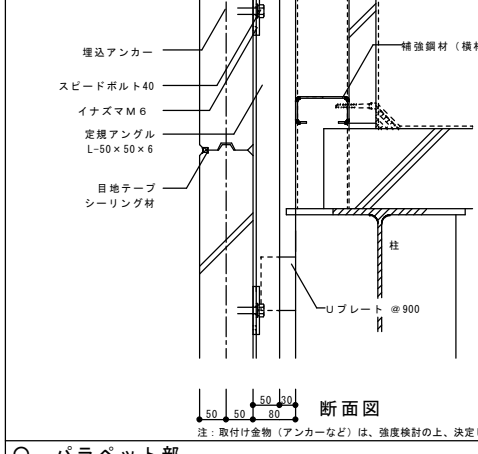 埋込アンカー
補強鋼材(横材
スピードボルト40
イナズマM6
定規アングル
L-50×50×6
目地テープ
シーリング材
柱
Uプレート @900
50 30
50 50 80
断面図
注:取付け金物(アンカーなど)は、強度検討の上、決定し
○ パラペット部